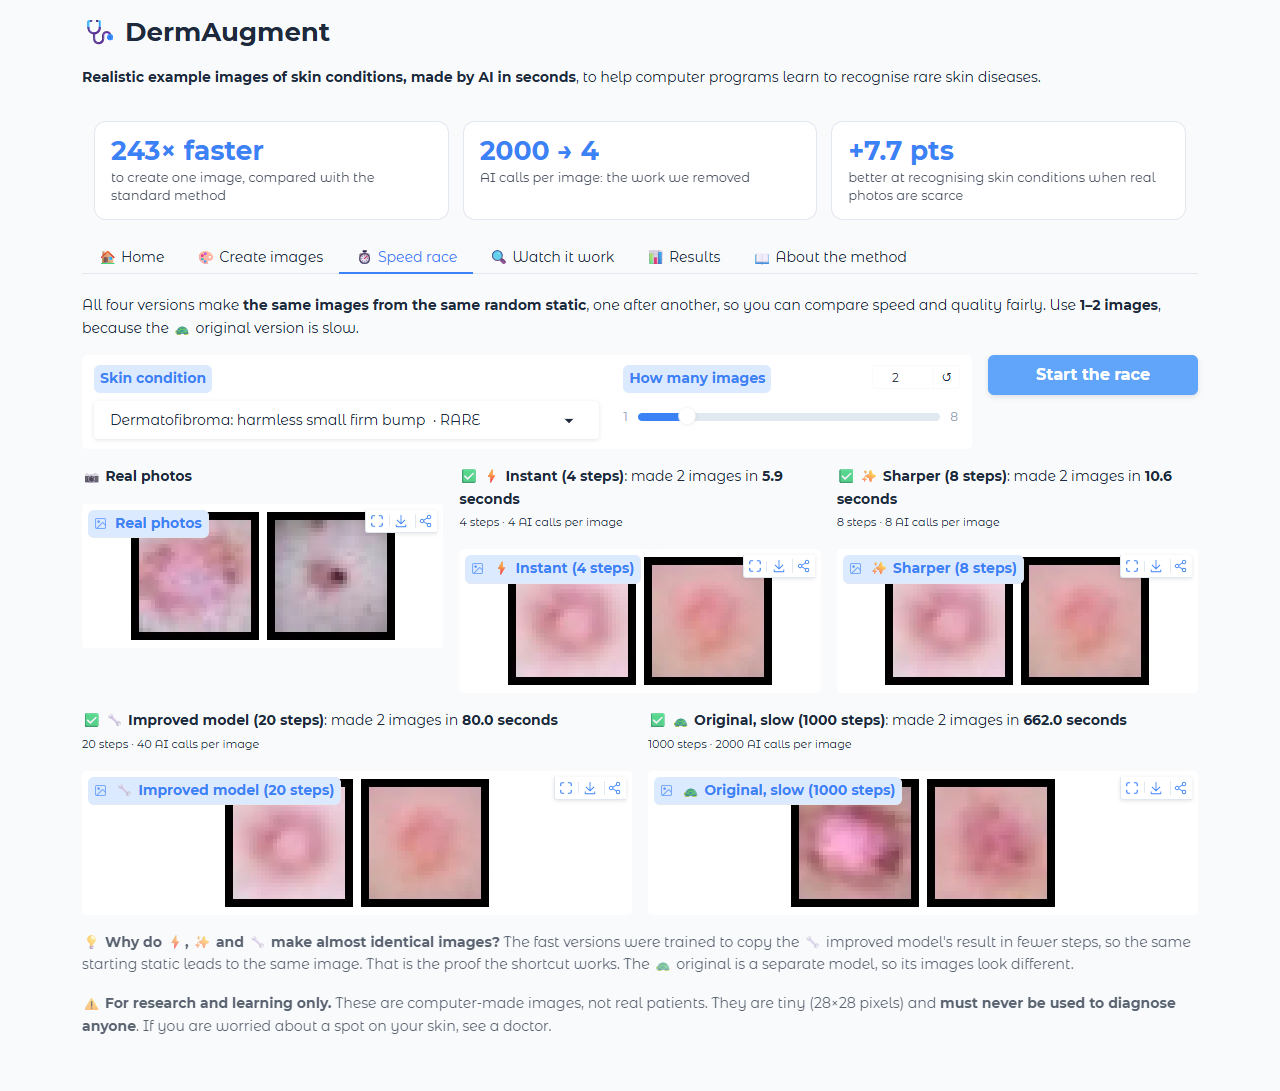 DermAugment
Realistic example images of skin conditions, made by AI in seconds, to help computer programs learn to recognise rare skin diseases.
243× faster
to create one image, compared with the
standard method
2000 → 4
AI calls per image: the work we removed
+7.7 pts
better at recognising skin conditions when real
photos are scarce
🏠 Home
🎨 Create images
⏱️ Speed race
🔍 Watch it work
📊 Results
📖 About the method
All four versions make the same images from the same random static, one after another, so you can compare speed and quality fairly. Use 1–2 images,
because the 🐢 original version is slow.
Skin condition
Dermatofibroma: harmless small firm bump · RARE
How many images
2
↺
1
8
Start the race
📷 Real photos
Real photos
✅ ⚡ Instant (4 steps): made 2 images in 5.9
seconds
4 steps · 4 AI calls per image
⚡ Instant (4 steps)
✅ ✨ Sharper (8 steps): made 2 images in 10.6
seconds
8 steps · 8 AI calls per image
✨ Sharper (8 steps)
✅ 🔧 Improved model (20 steps): made 2 images in 80.0 seconds
20 steps · 40 AI calls per image
🔧 Improved model (20 steps)
✅ 🐢 Original, slow (1000 steps): made 2 images in 662.0 seconds
1000 steps · 2000 AI calls per image
🐢 Original, slow (1000 steps)
💡 Why do ⚡, ✨ and 🔧 make almost identical images? The fast versions were trained to copy the 🔧 improved model's result in fewer steps, so the same
starting static leads to the same image. That is the proof the shortcut works. The 🐢 original is a separate model, so its images look different.
⚠️ For research and learning only. These are computer-made images, not real patients. They are tiny (28×28 pixels) and must never be used to diagnose
anyone. If you are worried about a spot on your skin, see a doctor.